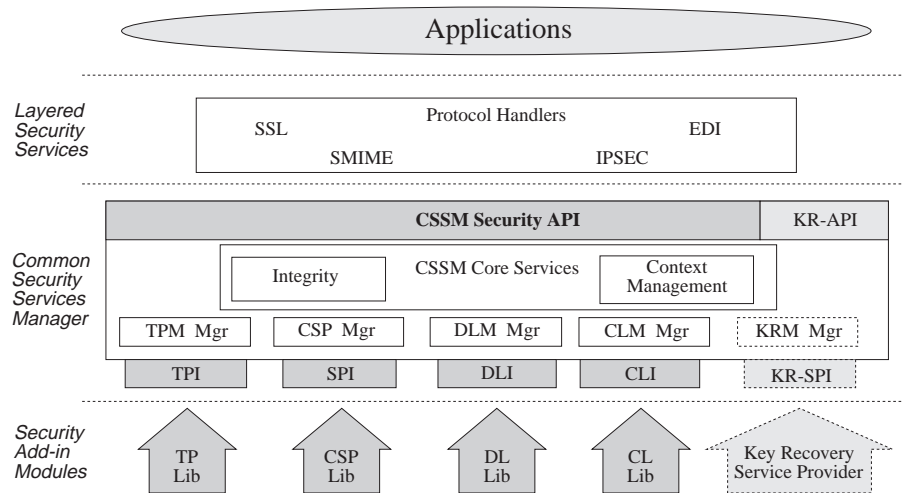 Applications
Layered
Security
Services
Protocol Handlers
SSL
EDI
SMIME
IPSEC
Common
Security
Services
Manager
CSSM Security API
KR-API
Integrity
CSSM Core Services
Context
Management
TPM Mgr
CSP Mgr
DLM Mgr
CLM Mgr
KRM Mgr
TPI
SPI
DLI
CLI
KR-SPI
Security
Add-in
Modules
TP
Lib
CSP
Lib
DL
Lib
CL
Lib
Key Recovery
Service Provider